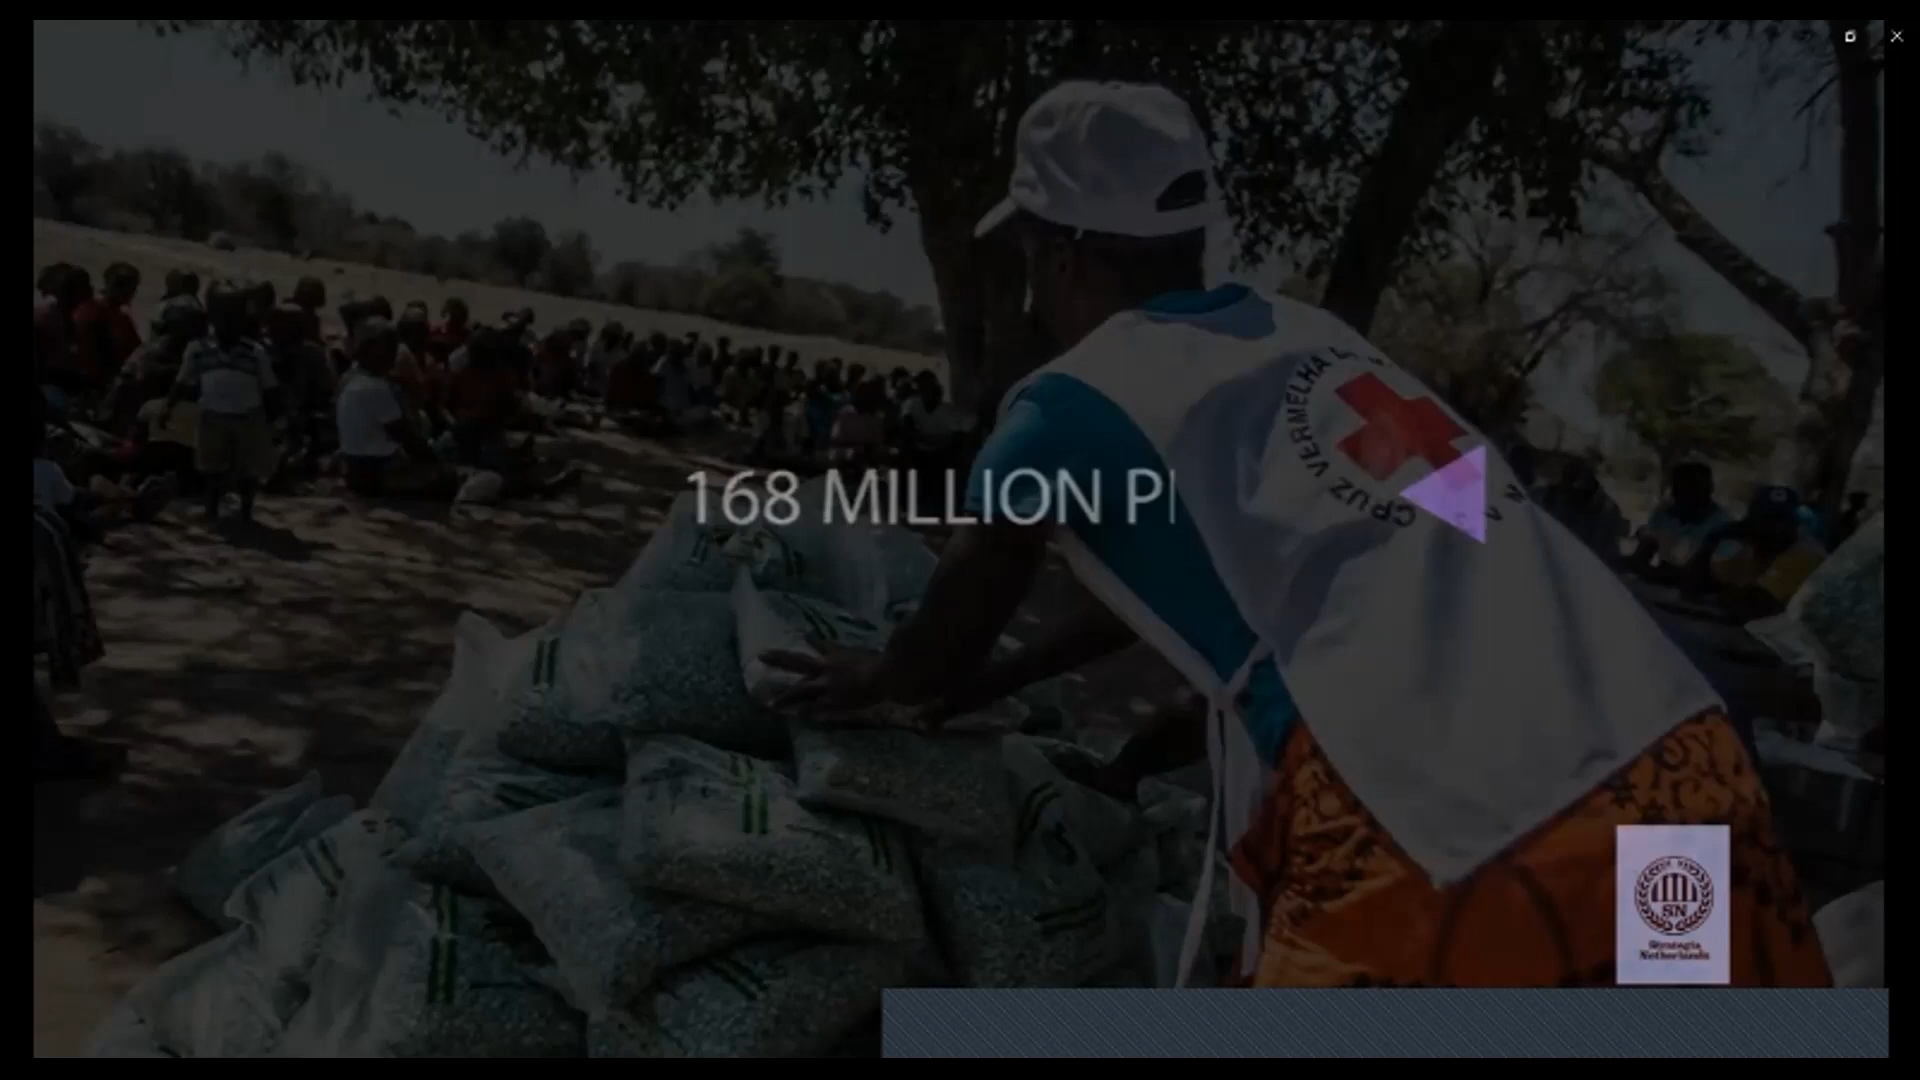 168 MILLION P
CRUZ VERMELHA
SN
Strategia
Netherlands